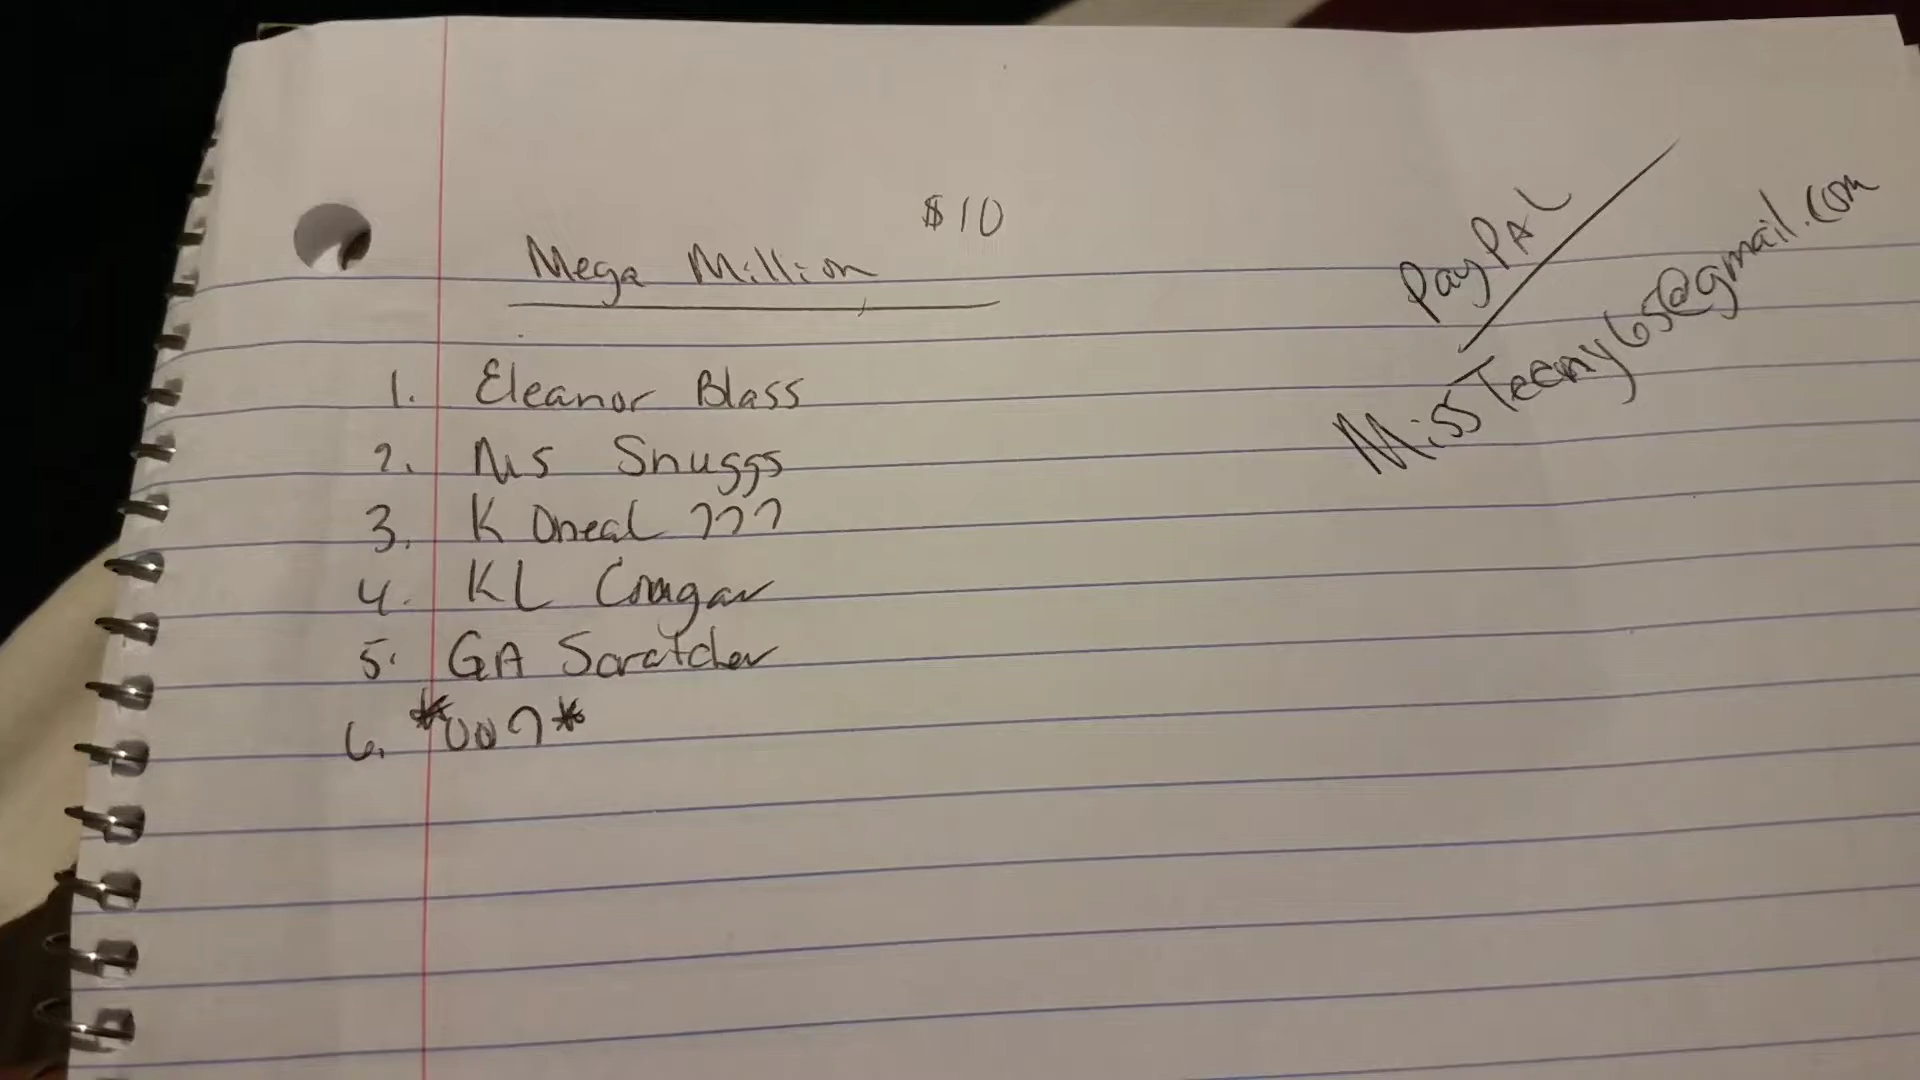 $10
Mega Million
1. Eleanor Blass
2. Ms Snuggs
3. K Oneal ???
4. KL Cougar
5. GA Scratcher
6. *007*
PayPAL
MissTeeny65@gmail.com